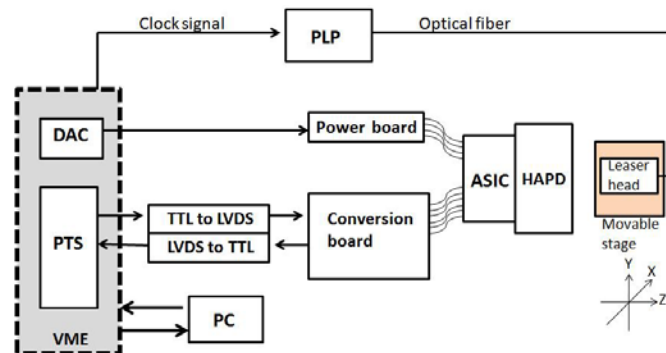 Clock signal
PLP
Optical fiber
DAC
Power board
ASIC
HAPD
Leaser
head
Movable
stage
PTS
TTL to LVDS
LVDS to TTL
Conversion
board
PC
VME
Y
X
Z